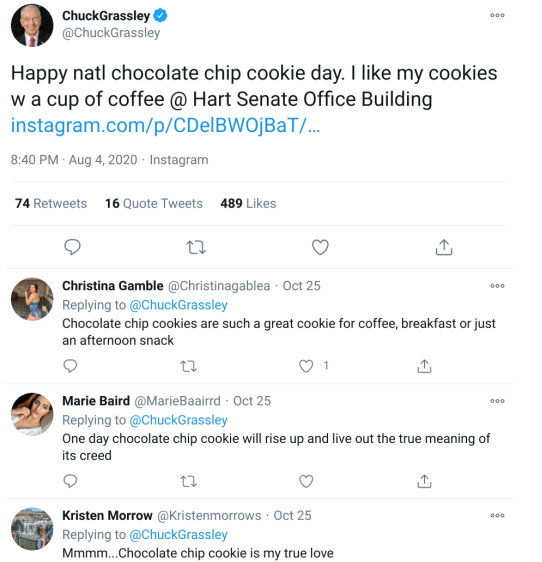 ChuckGrassley
@ChuckGrassley
Happy natl chocolate chip cookie day. I like my cookies
w a cup of coffee @ Hart Senate Office Building
instagram.com/p/CDelBWOjBaT/...
8:40 PM · Aug 4, 2020 · Instagram
74 Retweets 16 Quote Tweets 489 Likes
Christina Gamble @Christinagablea · Oct 25
Replying to @ChuckGrassley
Chocolate chip cookies are such a great cookie for coffee, breakfast or just
an afternoon snack
1
Marie Baird @MarieBaairrd · Oct 25
Replying to @ChuckGrassley
One day chocolate chip cookie will rise up and live out the true meaning of
its creed
Kristen Morrow @Kristenmorrows · Oct 25
Replying to @ChuckGrassley
Mmmm...Chocolate chip cookie is my true love